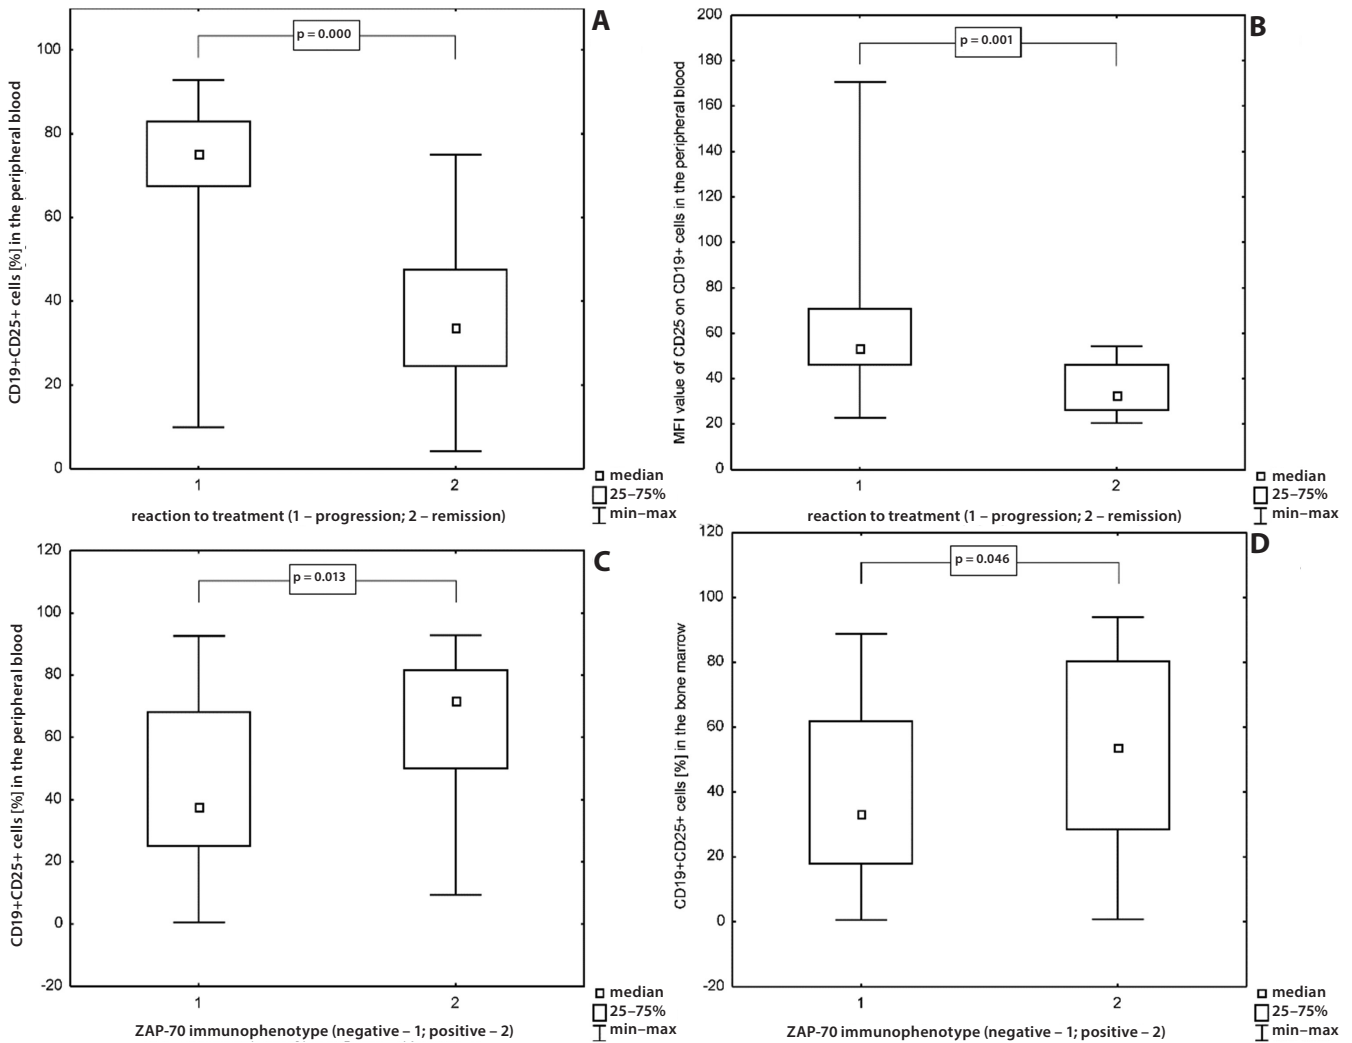 A
p = 0.000
CD19+CD25+ cells [%] in the peripheral blood
100
80
60
40
20
0
1
2
reaction to treatment (1 – progression; 2 – remission)
median
25–75%
min–max
B
p = 0.001
MFI value of CD25 on CD19+ cells in the peripheral blood
200
180
160
140
120
100
80
60
40
20
0
1
2
reaction to treatment (1 – progression; 2 – remission)
median
25–75%
min–max
C
p = 0.013
CD19+CD25+ cells [%] in the peripheral blood
120
100
80
60
40
20
0
-20
1
2
ZAP-70 immunophenotype (negative – 1; positive – 2)
median
25–75%
min–max
D
p = 0.046
CD19+CD25+ cells [%] in the bone marrow
120
100
80
60
40
20
0
-20
1
2
ZAP-70 immunophenotype (negative – 1; positive – 2)
median
25–75%
min–max